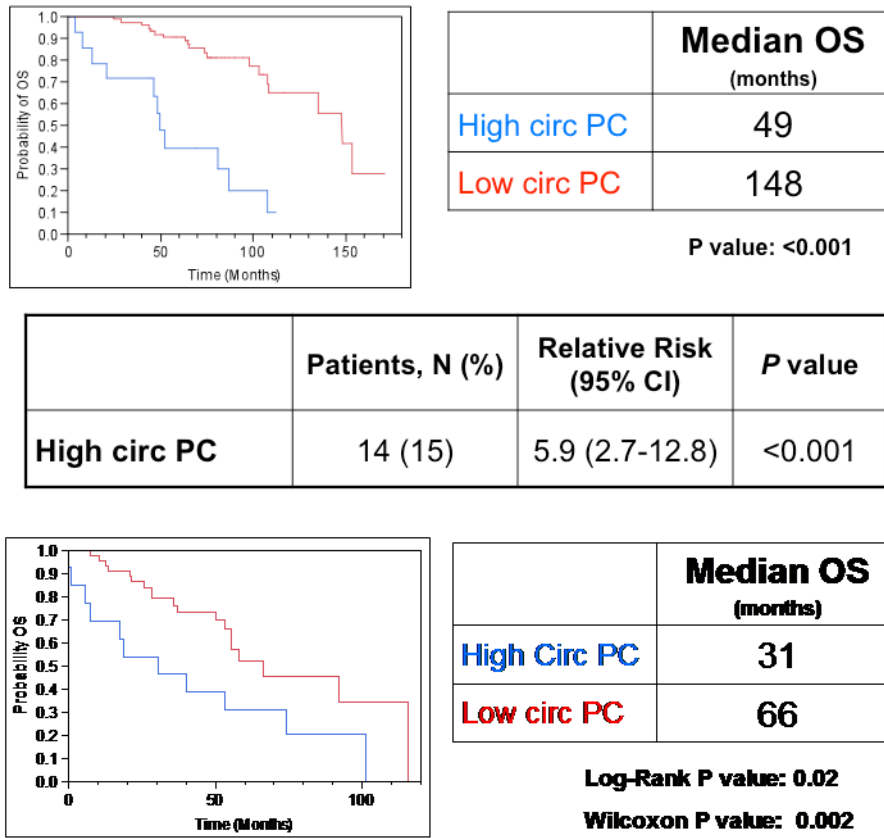 1.0
0.9
0.8
0.7
0.6
0.5
0.4
0.3
0.2
0.1
0.0
Probability of OS
0 50 100 150
Time (Months)
Median OS
(months)
High circ PC 49
Low circ PC 148
P value: <0.001
Patients, N (%) Relative Risk P value
(95% CI)
High circ PC 14 (15) 5.9 (2.7-12.8) <0.001
1.0
0.9
0.8
0.7
0.6
0.5
0.4
0.3
0.2
0.1
0.0
Probability OS
0 50 100
Time (Months)
Median OS
(months)
High Circ PC 31
Low circ PC 66
Log-Rank P value: 0.02
Wilcoxon P value: 0.002